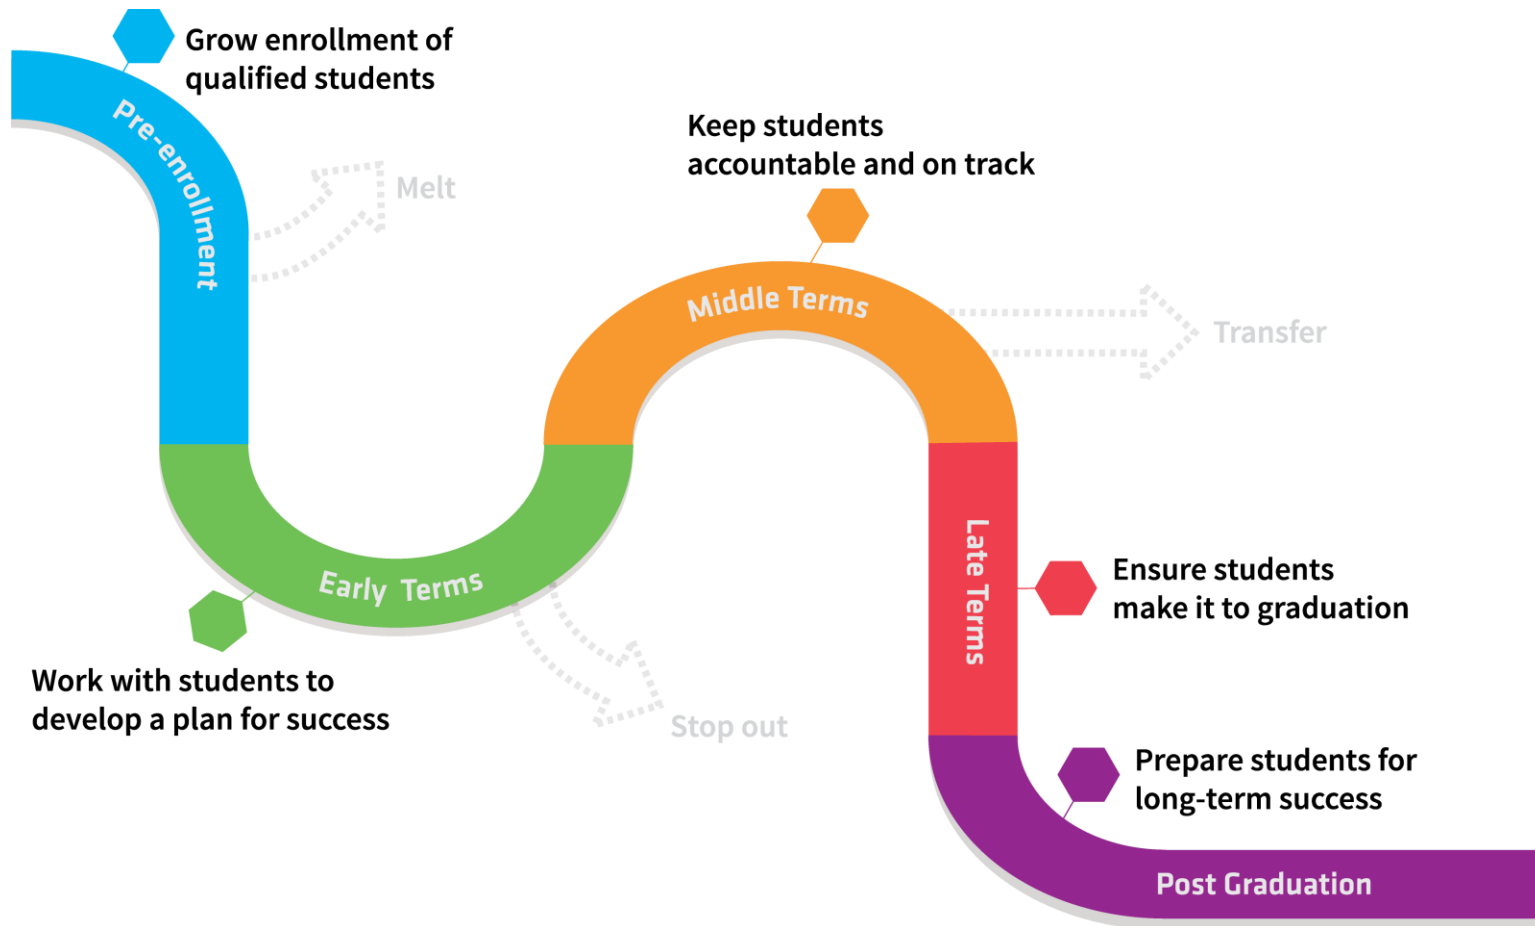 Grow enrollment of
qualified students
Pre-enrollment
Melt
Keep students
accountable and on track
Middle Terms
Transfer
Early Terms
Work with students to
develop a plan for success
Stop out
Late Terms
Ensure students
make it to graduation
Prepare students for
long-term success
Post Graduation